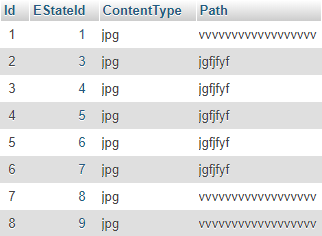 Id EStateId ContentType Path
1 1 jpg vvvvvvvvvvvvvvvvvv
2 3 jpg jgfjfyf
3 4 jpg jgfjfyf
4 5 jpg jgfjfyf
5 6 jpg jgfjfyf
6 7 jpg jgfjfyf
7 8 jpg vvvvvvvvvvvvvvvvvv
8 9 jpg vvvvvvvvvvvvvvvvvv